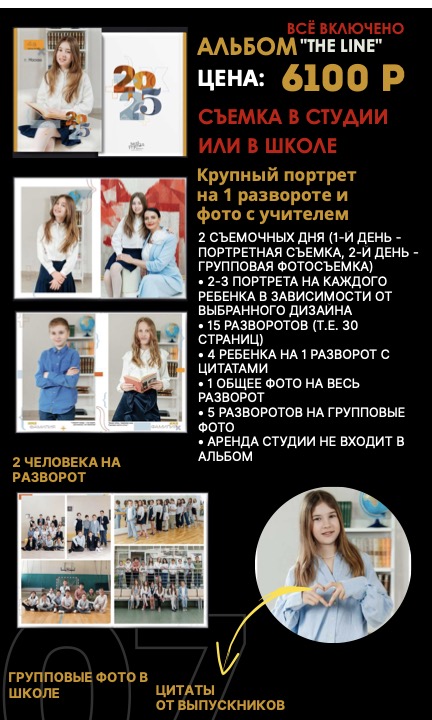 ВСЁ ВКЛЮЧЕНО
АЛЬБОМ "THE LINE"
ЦЕНА: 6100 Р
СЪЕМКА В СТУДИИ
ИЛИ В ШКОЛЕ
Крупный портрет
на 1 развороте и
фото с учителем
2 СЪЕМОЧНЫХ ДНЯ (1-Й ДЕНЬ -
ПОРТРЕТНАЯ СЪЕМКА, 2-Й ДЕНЬ -
ГРУППОВАЯ ФОТОСЪЕМКА)
• 2-3 ПОРТРЕТА НА КАЖДОГО
РЕБЕНКА В ЗАВИСИМОСТИ ОТ
ВЫБРАННОГО ДИЗАЙНА
• 15 РАЗВОРОТОВ (Т.Е. 30
СТРАНИЦ)
• 4 РЕБЕНКА НА 1 РАЗВОРОТ С
ЦИТАТАМИ
• 1 ОБЩЕЕ ФОТО НА ВЕСЬ
РАЗВОРОТ
• 5 РАЗВОРОТОВ НА ГРУППОВЫЕ
ФОТО
• АРЕНДА СТУДИИ НЕ ВХОДИТ В
АЛЬБОМ
2025
2025
2 ЧЕЛОВЕКА НА
РАЗВОРОТ
07
ГРУППОВЫЕ ФОТО В
ШКОЛЕ
ЦИТАТЫ
ОТ ВЫПУСКНИКОВ